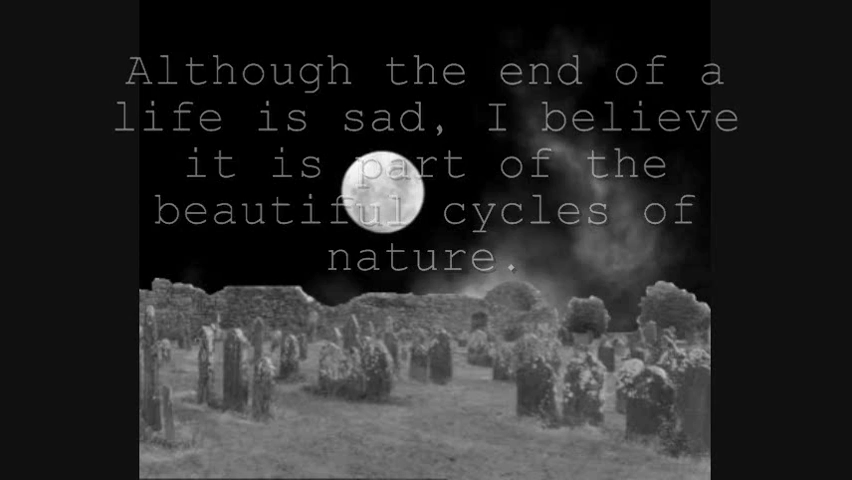 Although the end of a
life is sad, I believe
it is part of the
beautiful cycles of
nature.